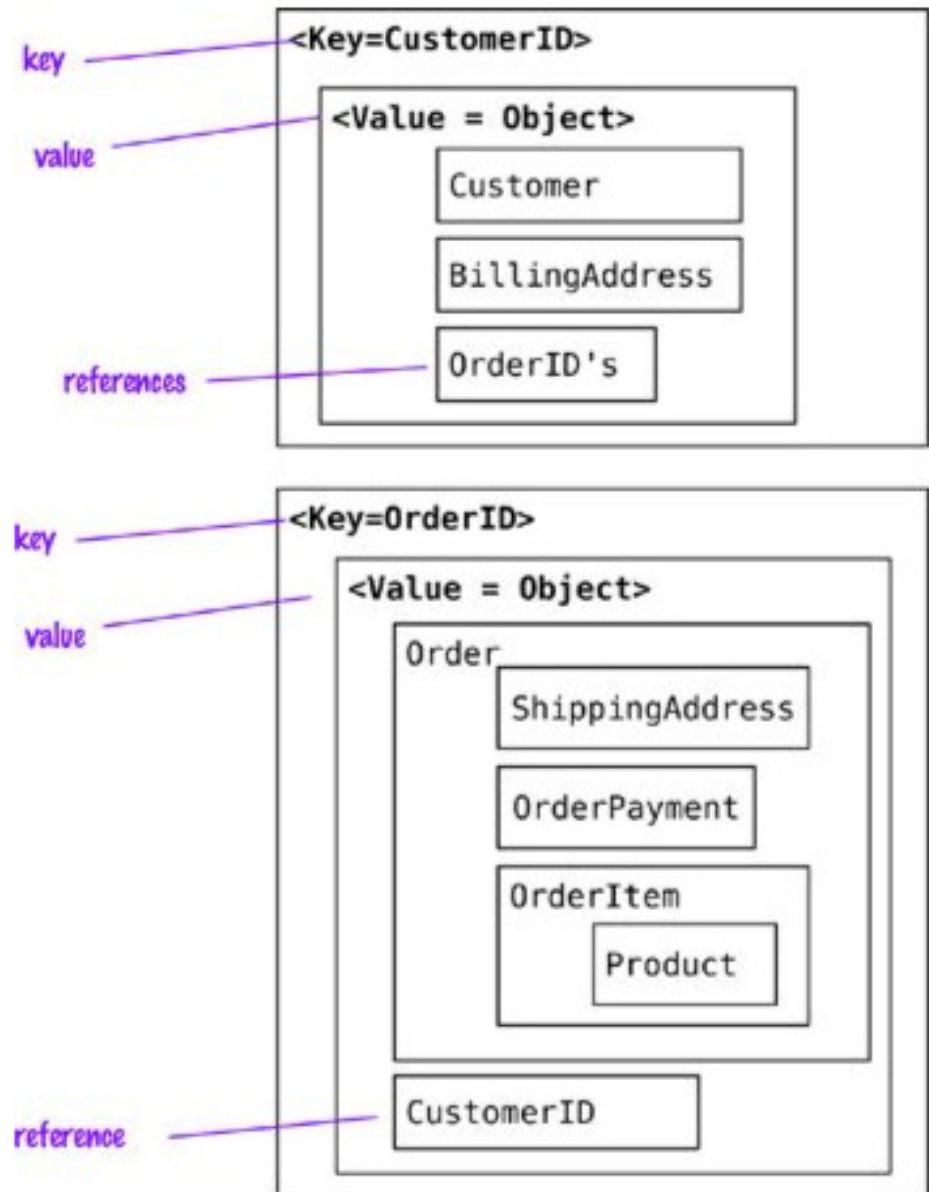 key
<Key=CustomerID>
value
<Value = Object>
Customer
BillingAddress
references
OrderID's
key
<Key=OrderID>
value
<Value = Object>
Order
ShippingAddress
OrderPayment
OrderItem
Product
reference
CustomerID